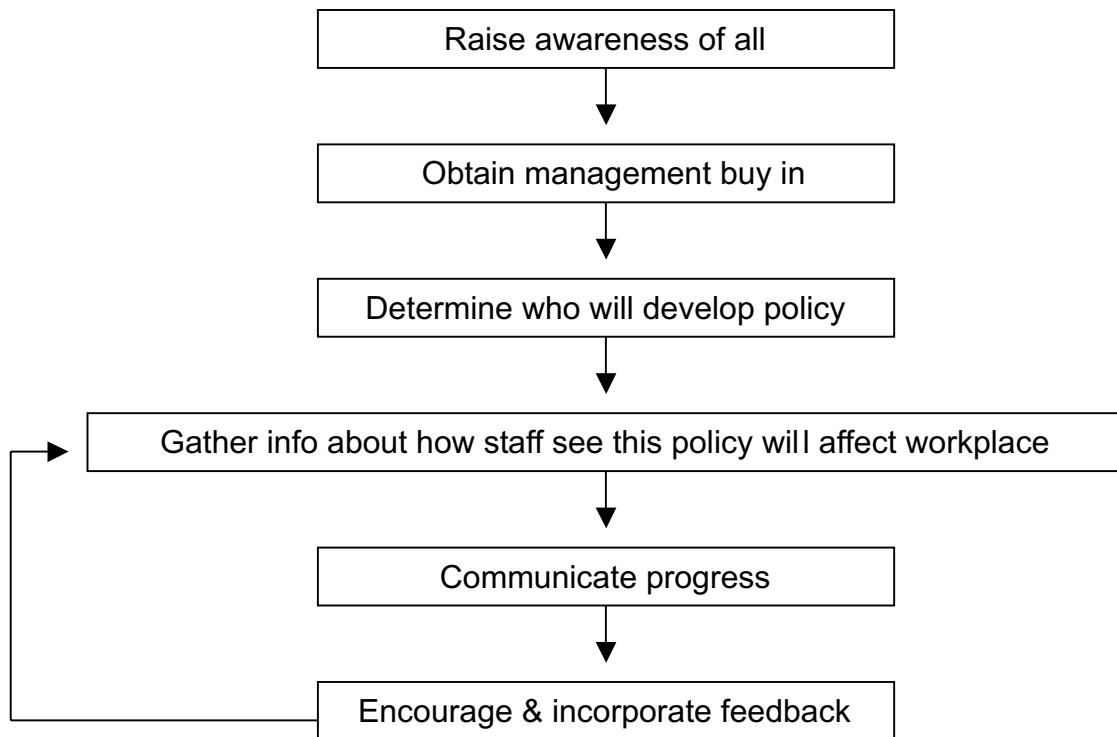 Raise awareness of all
Obtain management buy in
Determine who will develop policy
Gather info about how staff see this policy will affect workplace
Communicate progress
Encourage & incorporate feedback